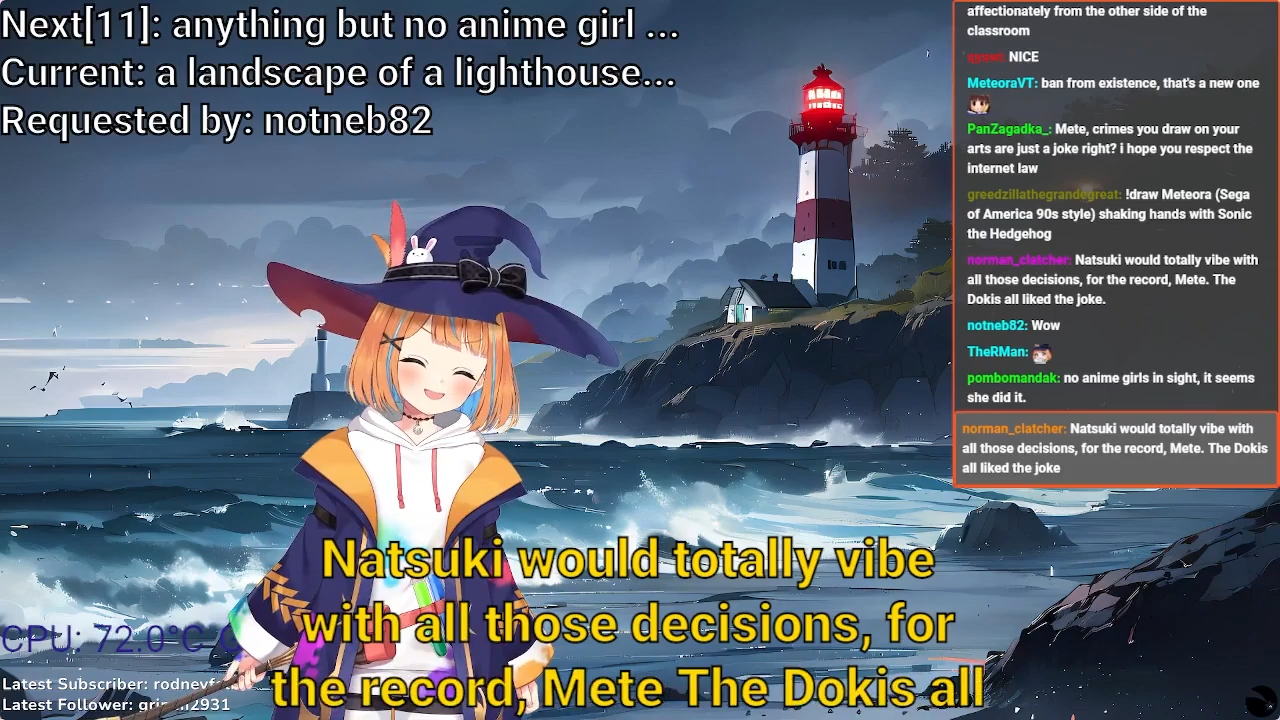 Next[11]: anything but no anime girl ...
Current: a landscape of a lighthouse...
Requested by: notneb82
affectionately from the other side of the
classroom
NICE
MeteoraVT: ban from existence, that's a new one
PanZagadka_: Mete, crimes you draw on your
arts are just a joke right? i hope you respect the
internet law
greedzillathegrandegreat: !draw Meteora (Sega
of America 90s style) shaking hands with Sonic
the Hedgehog
norman_clatcher: Natsuki would totally vibe with
all those decisions, for the record, Mete. The
Dokis all liked the joke.
notneb82: Wow
TheRMan:
pombomandak: no anime girls in sight, it seems
she did it.
norman_clatcher: Natsuki would totally vibe with
all those decisions, for the record, Mete. The Dokis
all liked the joke
Natsuki would totally vibe
with all those decisions, for
the record, Mete The Dokis all
CPU: 72.0°C
Latest Subscriber:
Latest Follower: